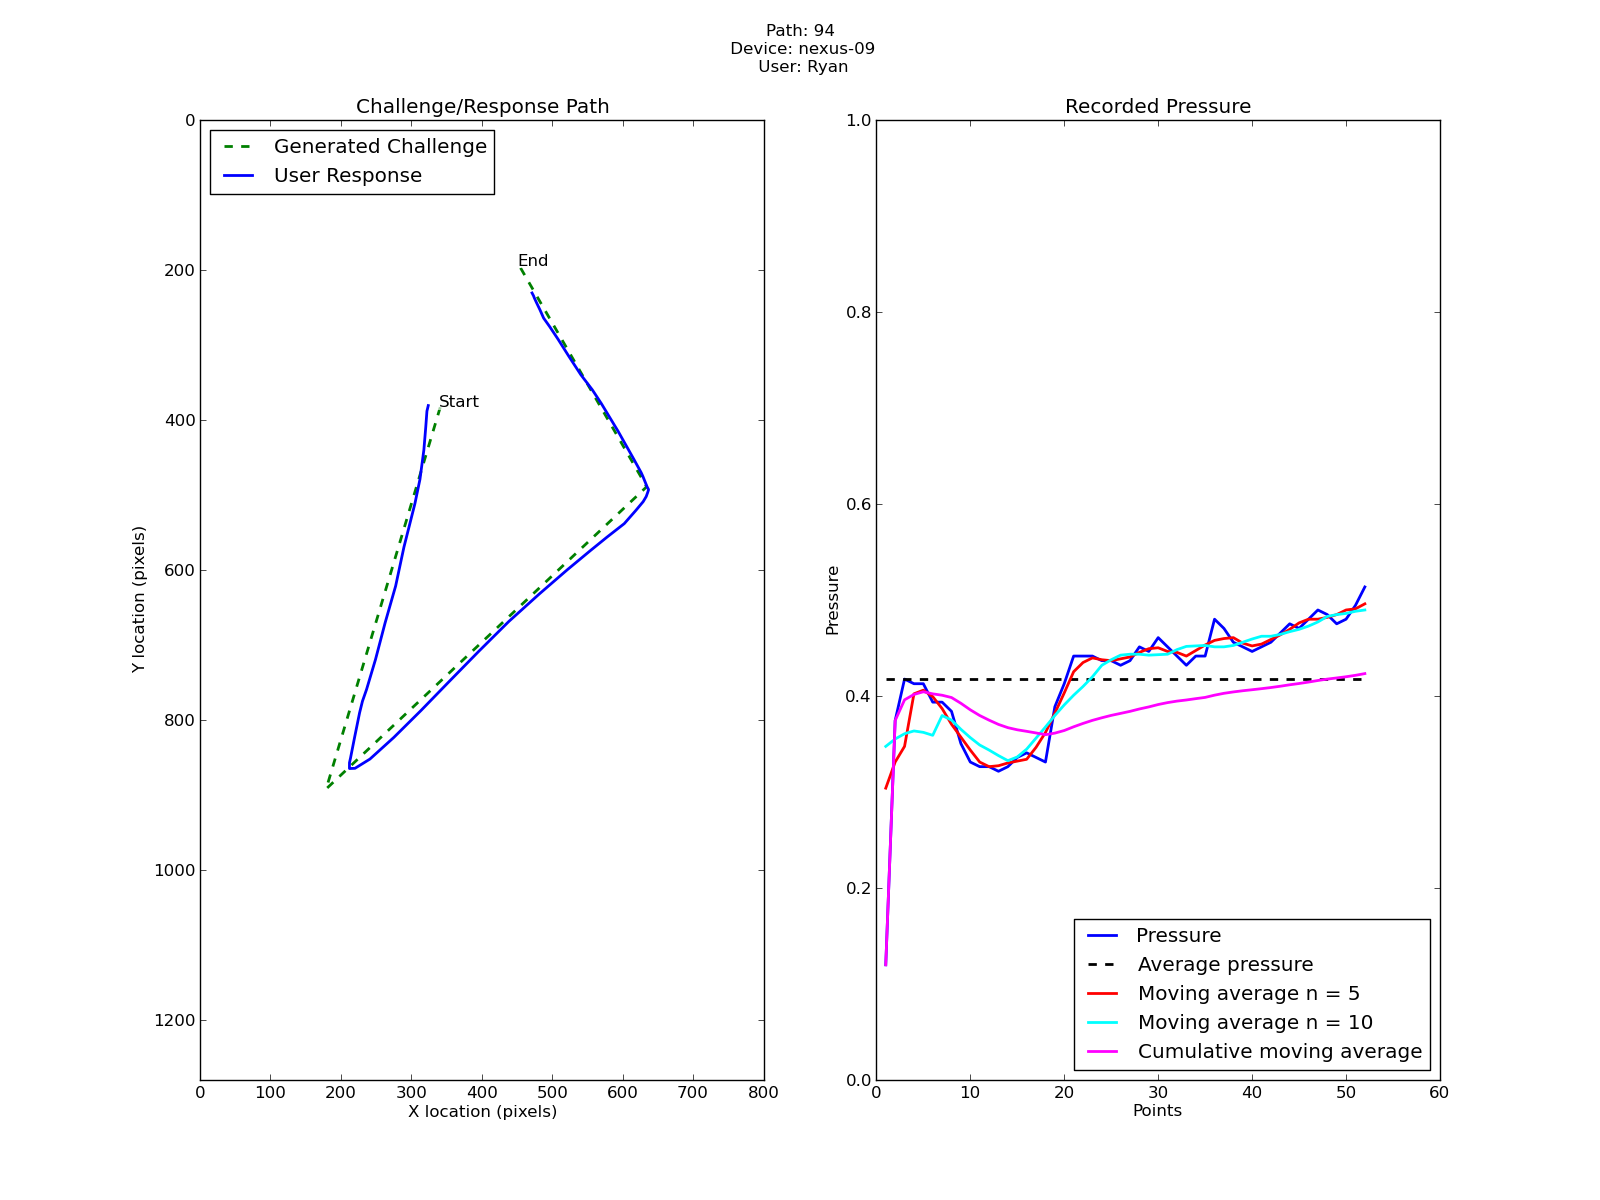 Path: 94
Device: nexus-09
User: Ryan
Challenge/Response Path
Generated Challenge
User Response
End
Start
0
200
400
600
800
1000
1200
Y location (pixels)
0 100 200 300 400 500 600 700 800
X location (pixels)
Recorded Pressure
1.0
0.8
0.6
0.4
0.2
0.0
Pressure
Pressure
Average pressure
Moving average n = 5
Moving average n = 10
Cumulative moving average
0 10 20 30 40 50 60
Points